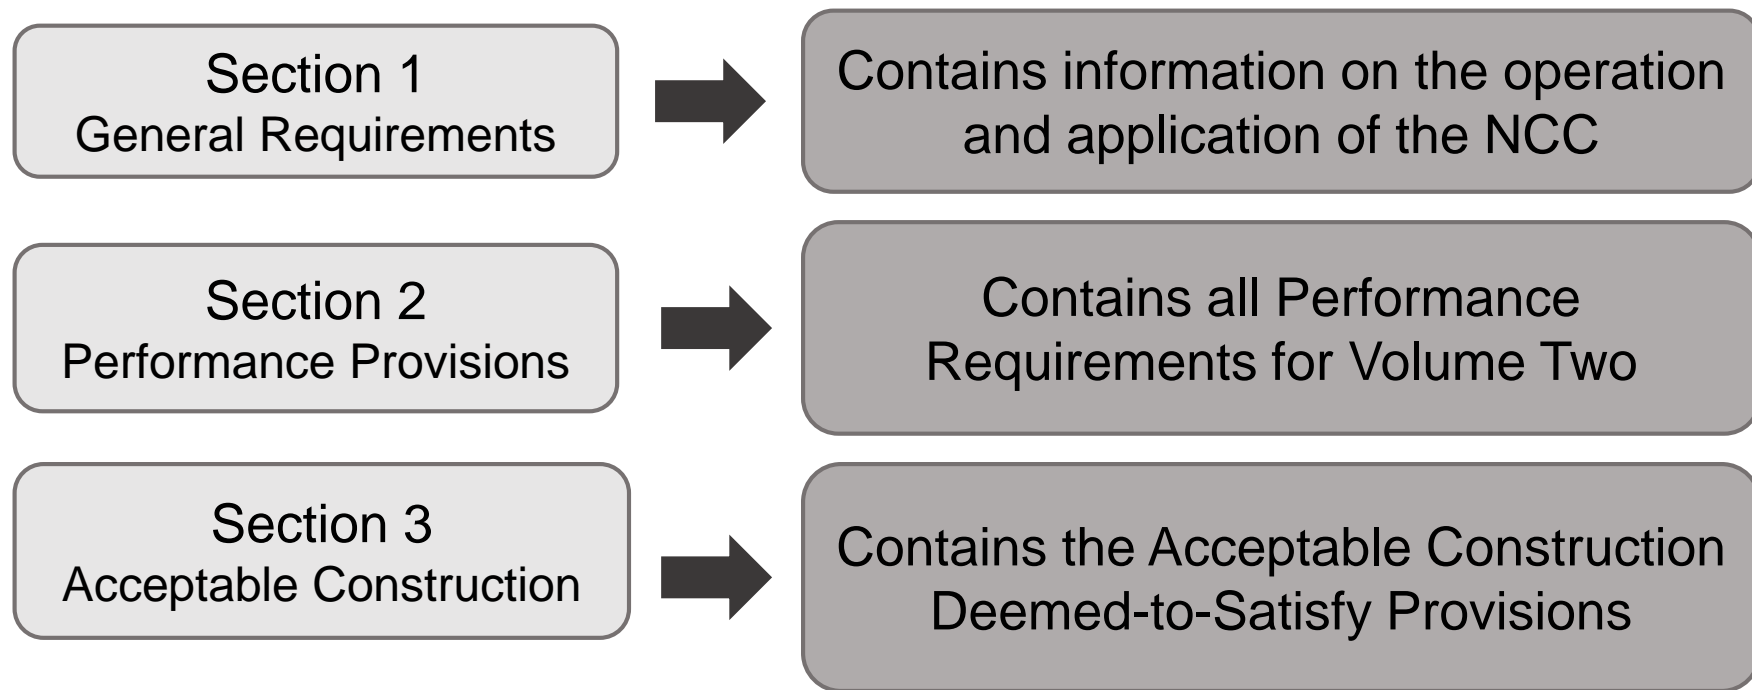 Section 1
General Requirements
Contains information on the operation
and application of the NCC
Section 2
Performance Provisions
Contains all Performance
Requirements for Volume Two
Section 3
Acceptable Construction
Contains the Acceptable Construction
Deemed-to-Satisfy Provisions